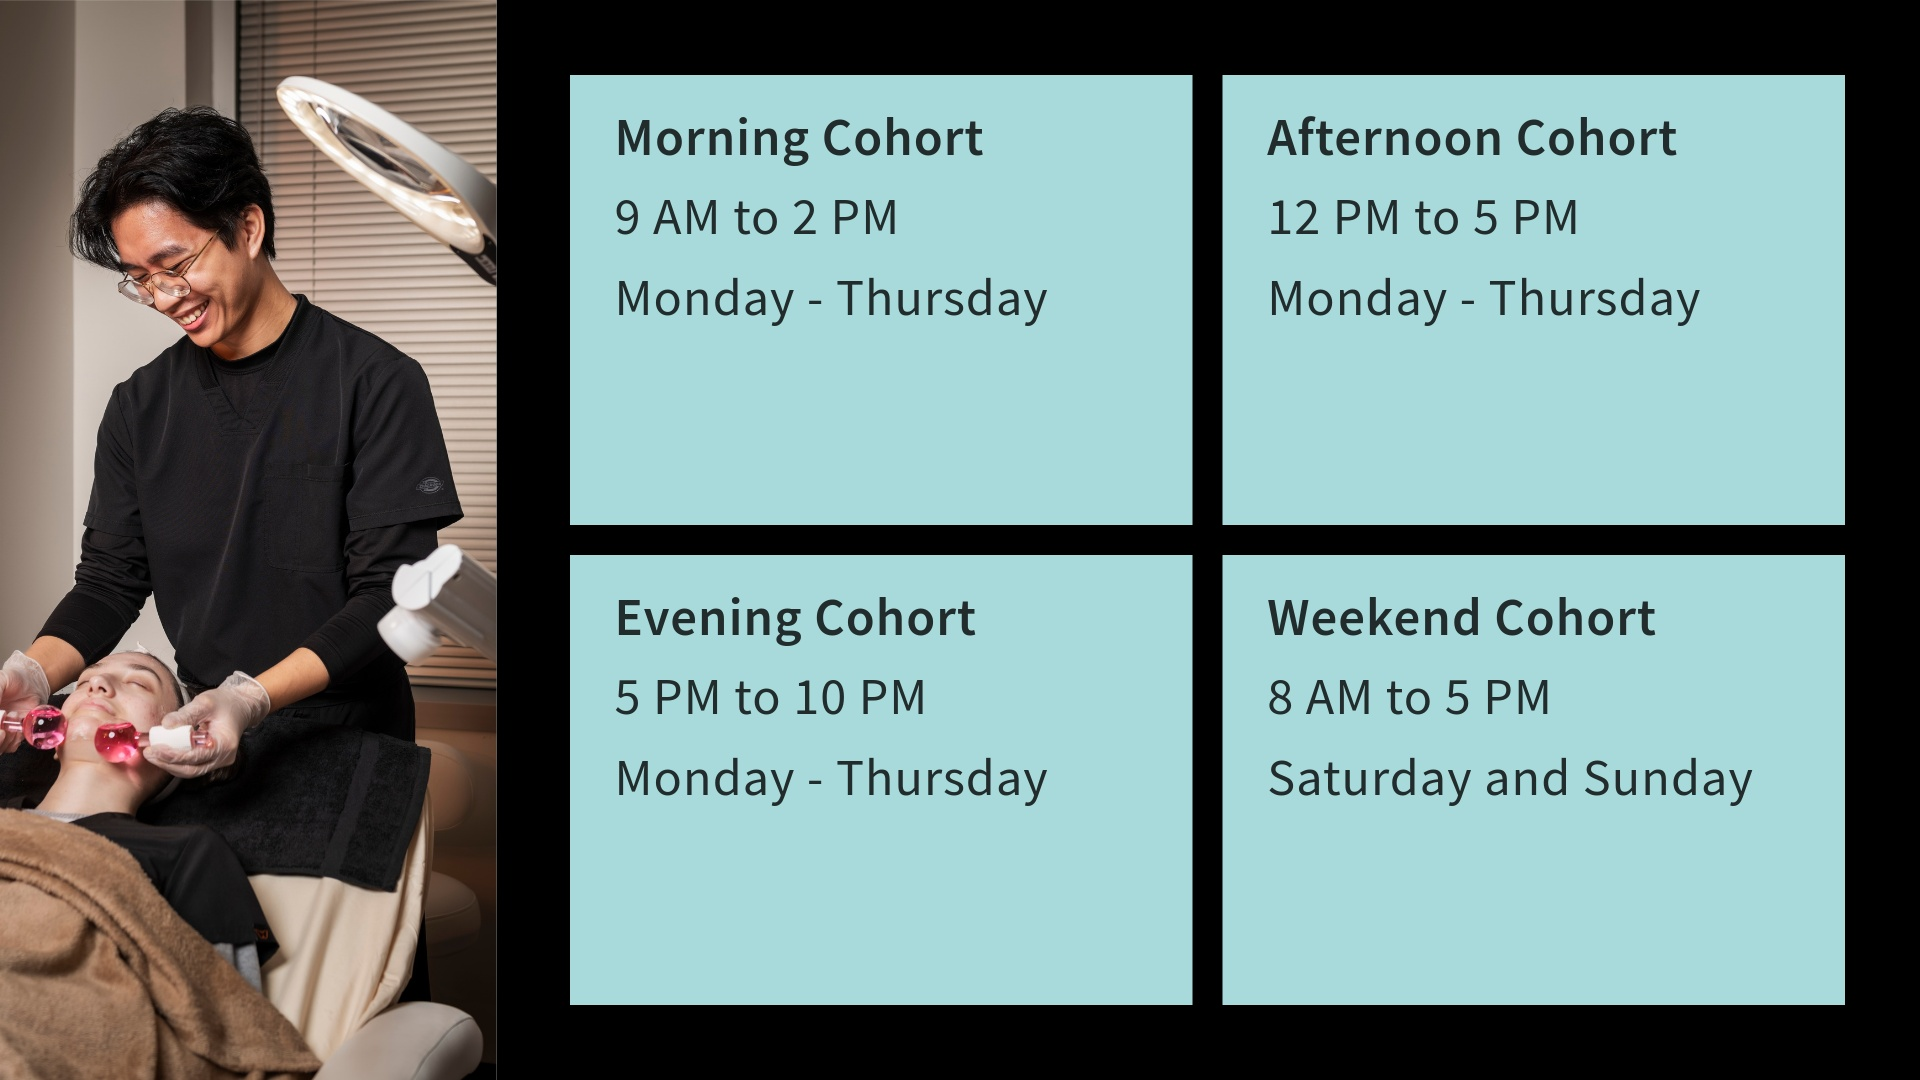 Morning Cohort
9 AM to 2 PM
Monday - Thursday
Afternoon Cohort
12 PM to 5 PM
Monday - Thursday
Evening Cohort
5 PM to 10 PM
Monday - Thursday
Weekend Cohort
8 AM to 5 PM
Saturday and Sunday